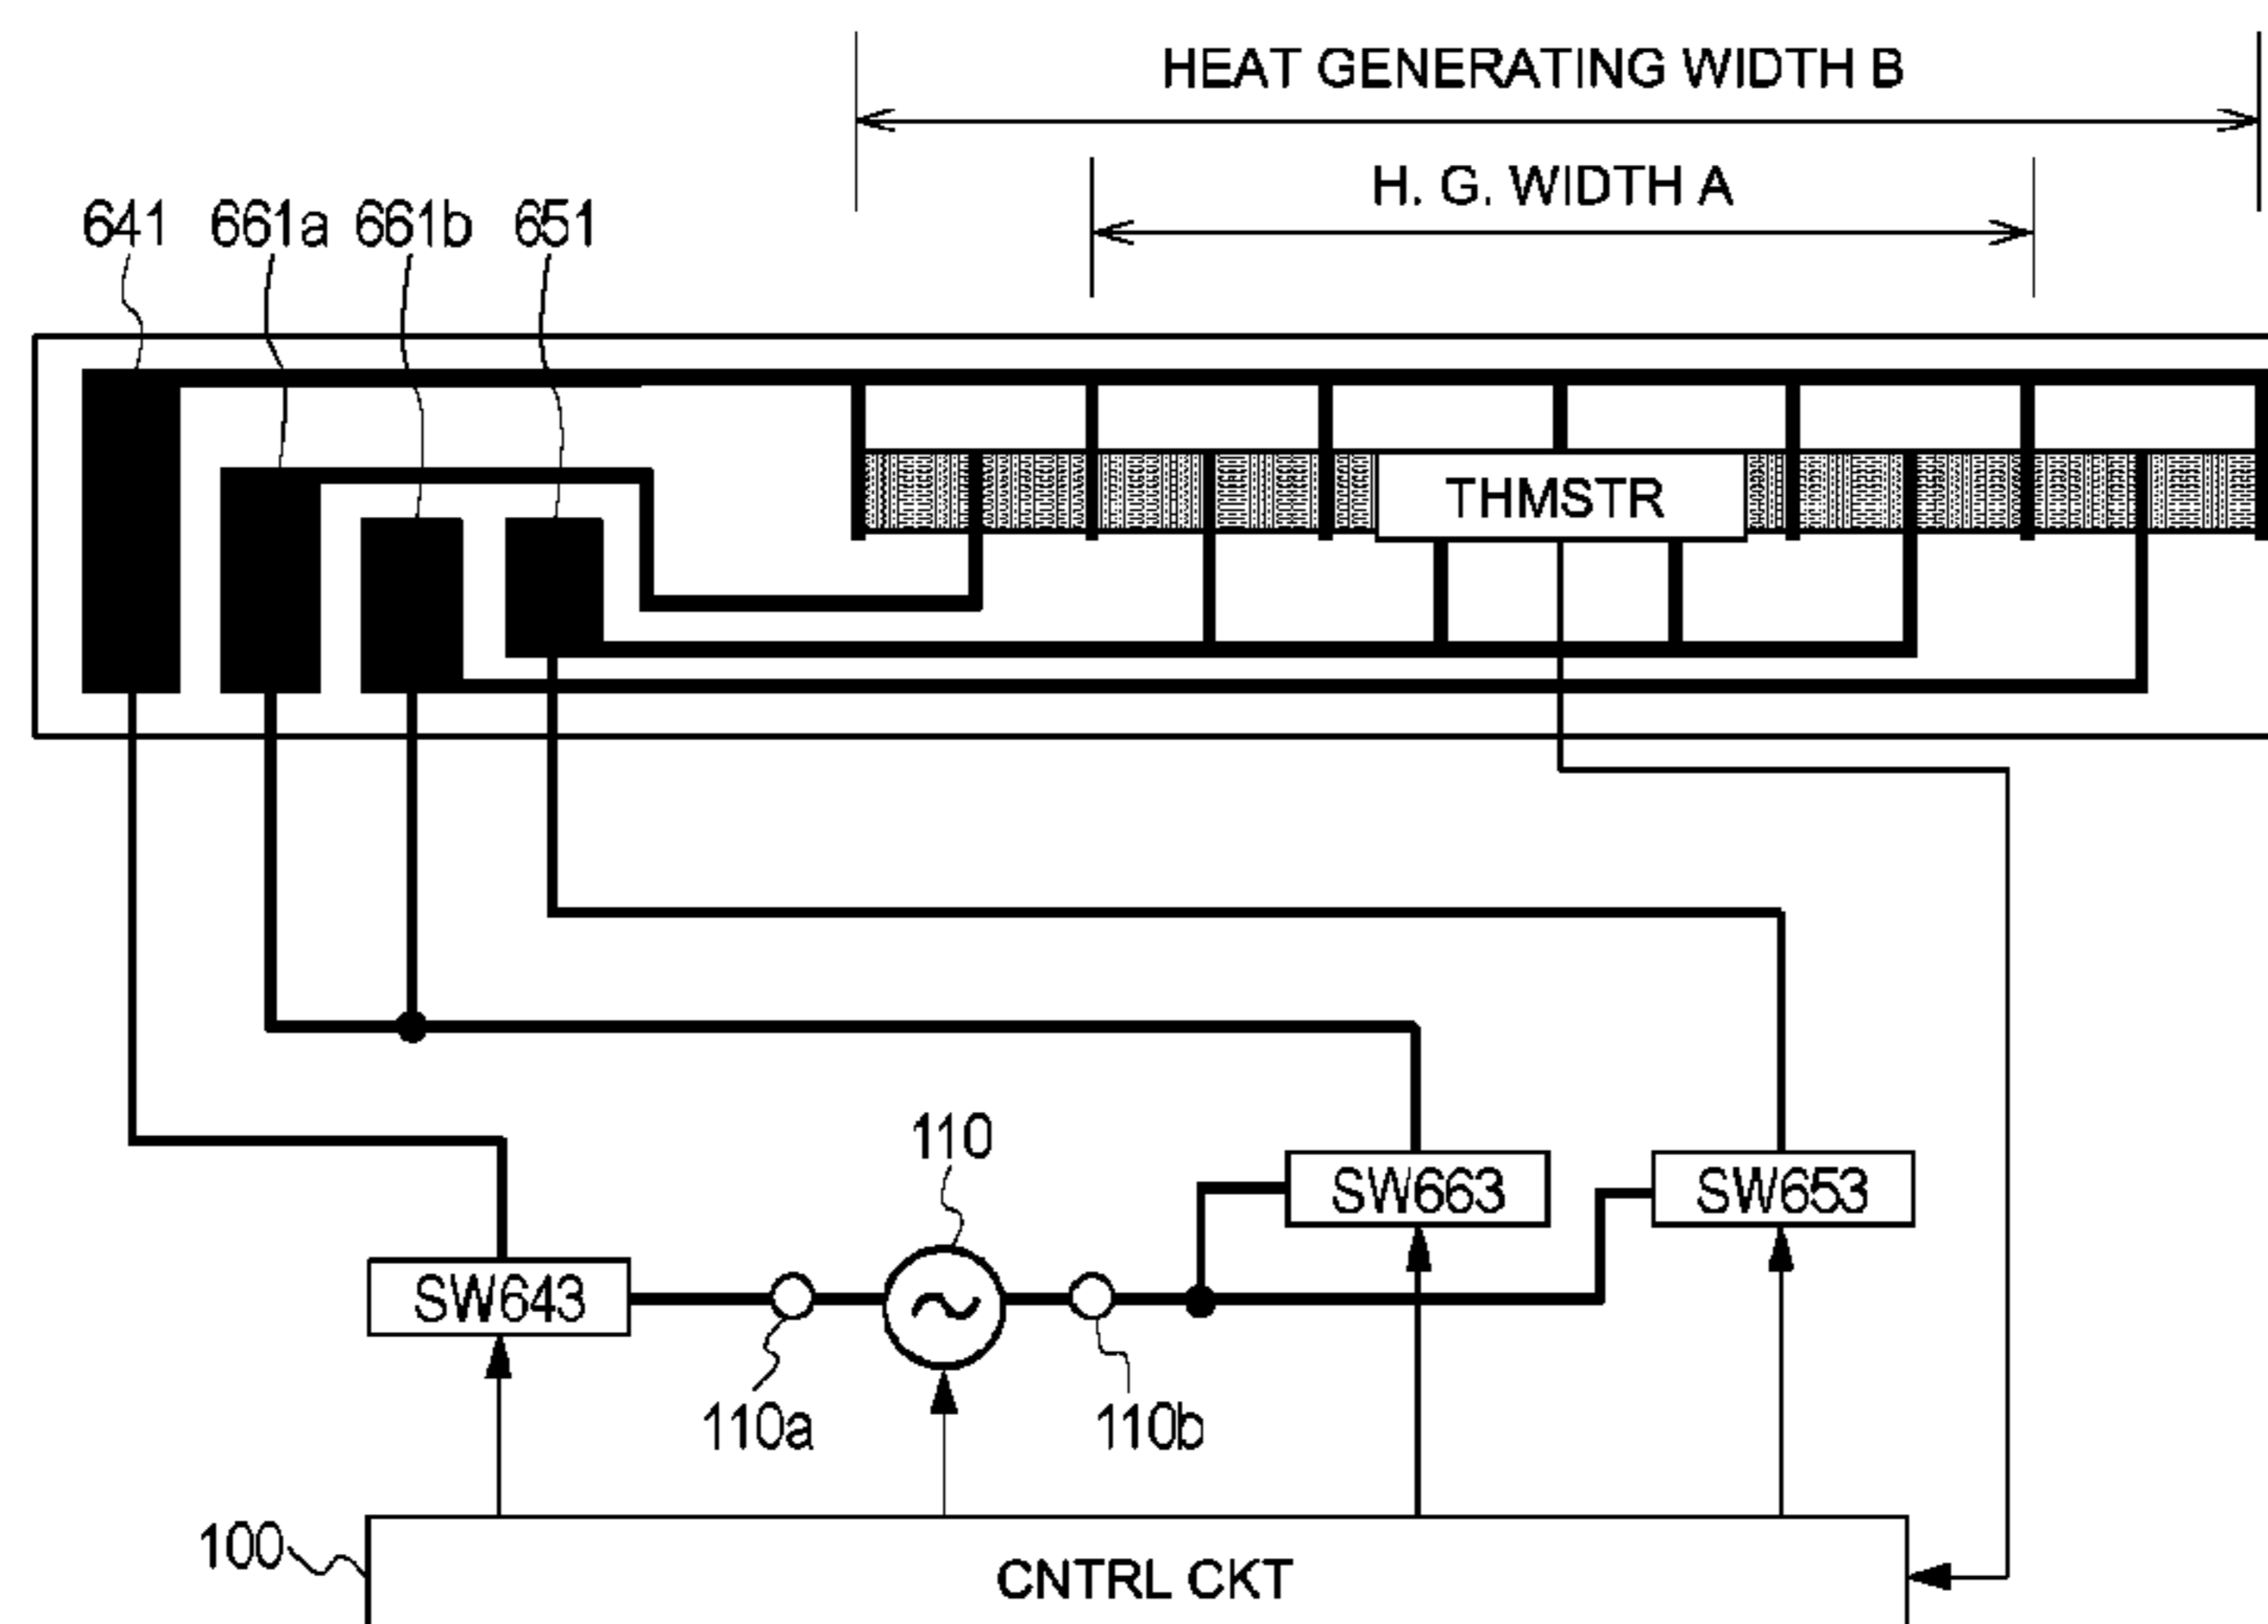 HEAT GENERATING WIDTH B
H. G. WIDTH A
641 661a 661b 651
THMSTR
110
SW663 SW653
SW643
110a 110b
100
CNTRL CKT